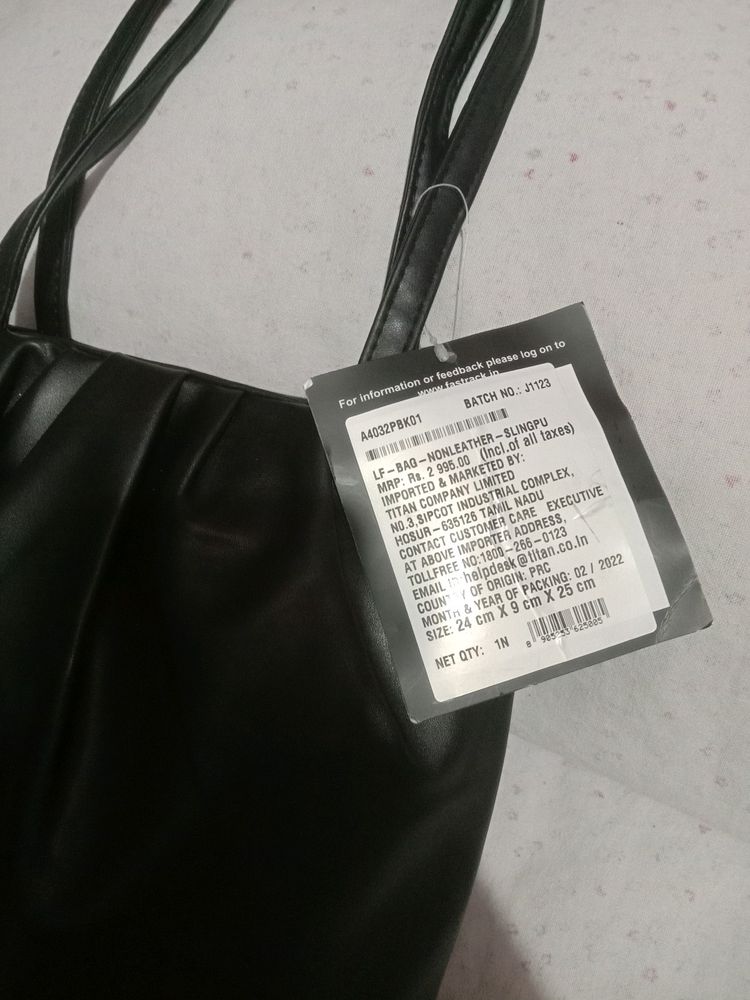 For information or feedback please log on to
www.fastrack.in
BATCH NO.: J1123
A4032PBK01
LF-BAG-NONLEATHER-SLINGPU
MRP: Rs. 2 995.00 (Incl.of all taxes)
IMPORTED & MARKETED BY:
TITAN COMPANY LIMITED
NO.3,SIPCOT INDUSTRIAL COMPLEX,
HOSUR-635126 TAMIL NADU
CONTACT CUSTOMER CARE EXECUTIVE
AT ABOVE IMPORTER ADDRESS,
TOLLFREE NO:1800-266-0123
EMAIL ID:helpdesk@titan.co.in
COUNTRY OF ORIGIN: PRC
MONTH & YEAR OF PACKING: 02 / 2022
SIZE: 24 cm X 9 cm X 25 cm
NET QTY: 1N